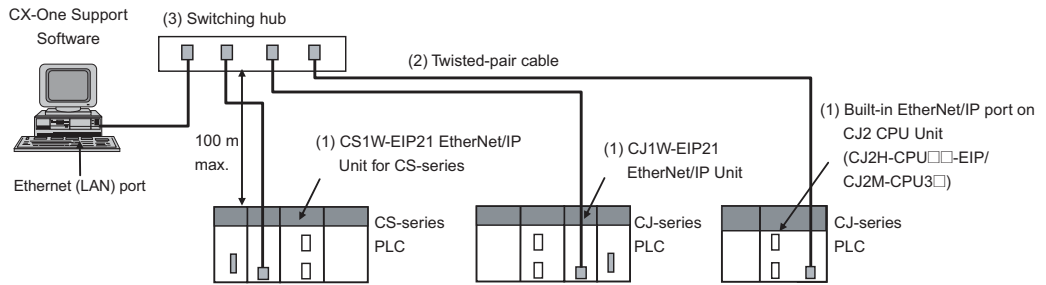 CX-One Support
Software
(3) Switching hub
(2) Twisted-pair cable
100 m
max.
Ethernet (LAN) port
(1) CS1W-EIP21 EtherNet/IP
Unit for CS-series
(1) CJ1W-EIP21
EtherNet/IP Unit
(1) Built-in EtherNet/IP port on
CJ2 CPU Unit
(CJ2H-CPU□□-EIP/
CJ2M-CPU3□)
CS-series
PLC
CJ-series
PLC
CJ-series
PLC